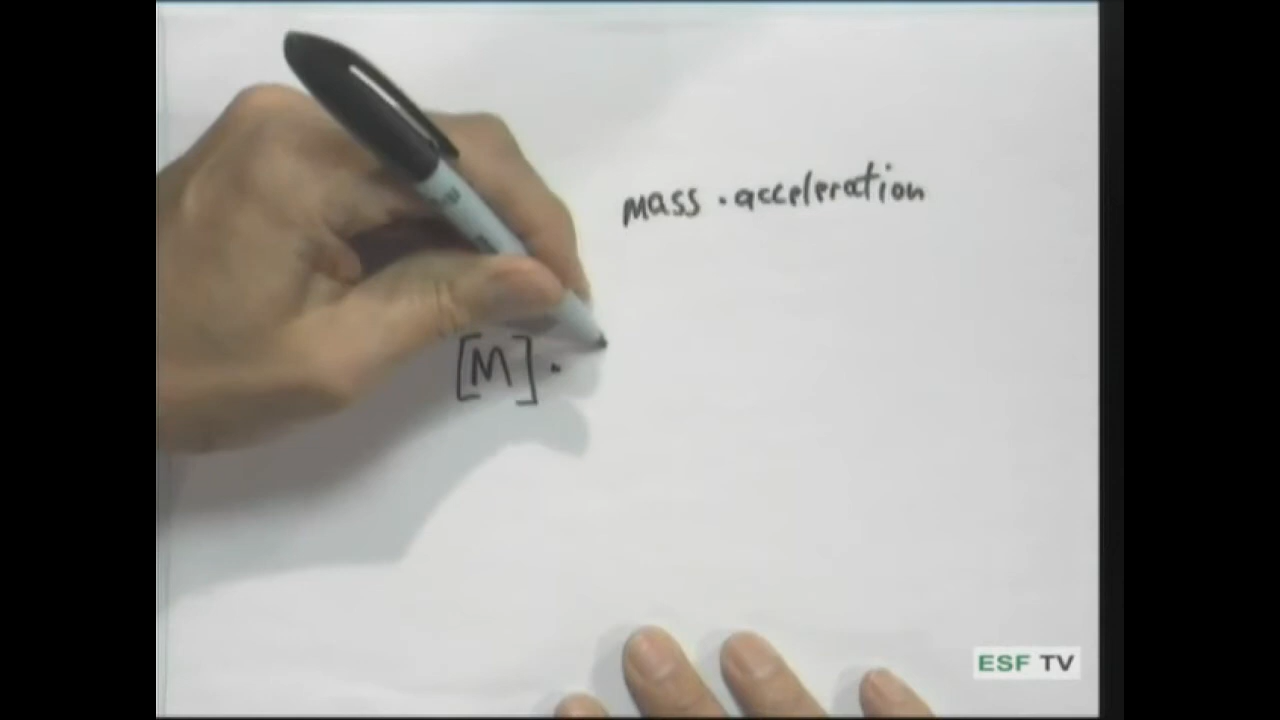 mass · acceleration
[M] ·
ESF TV